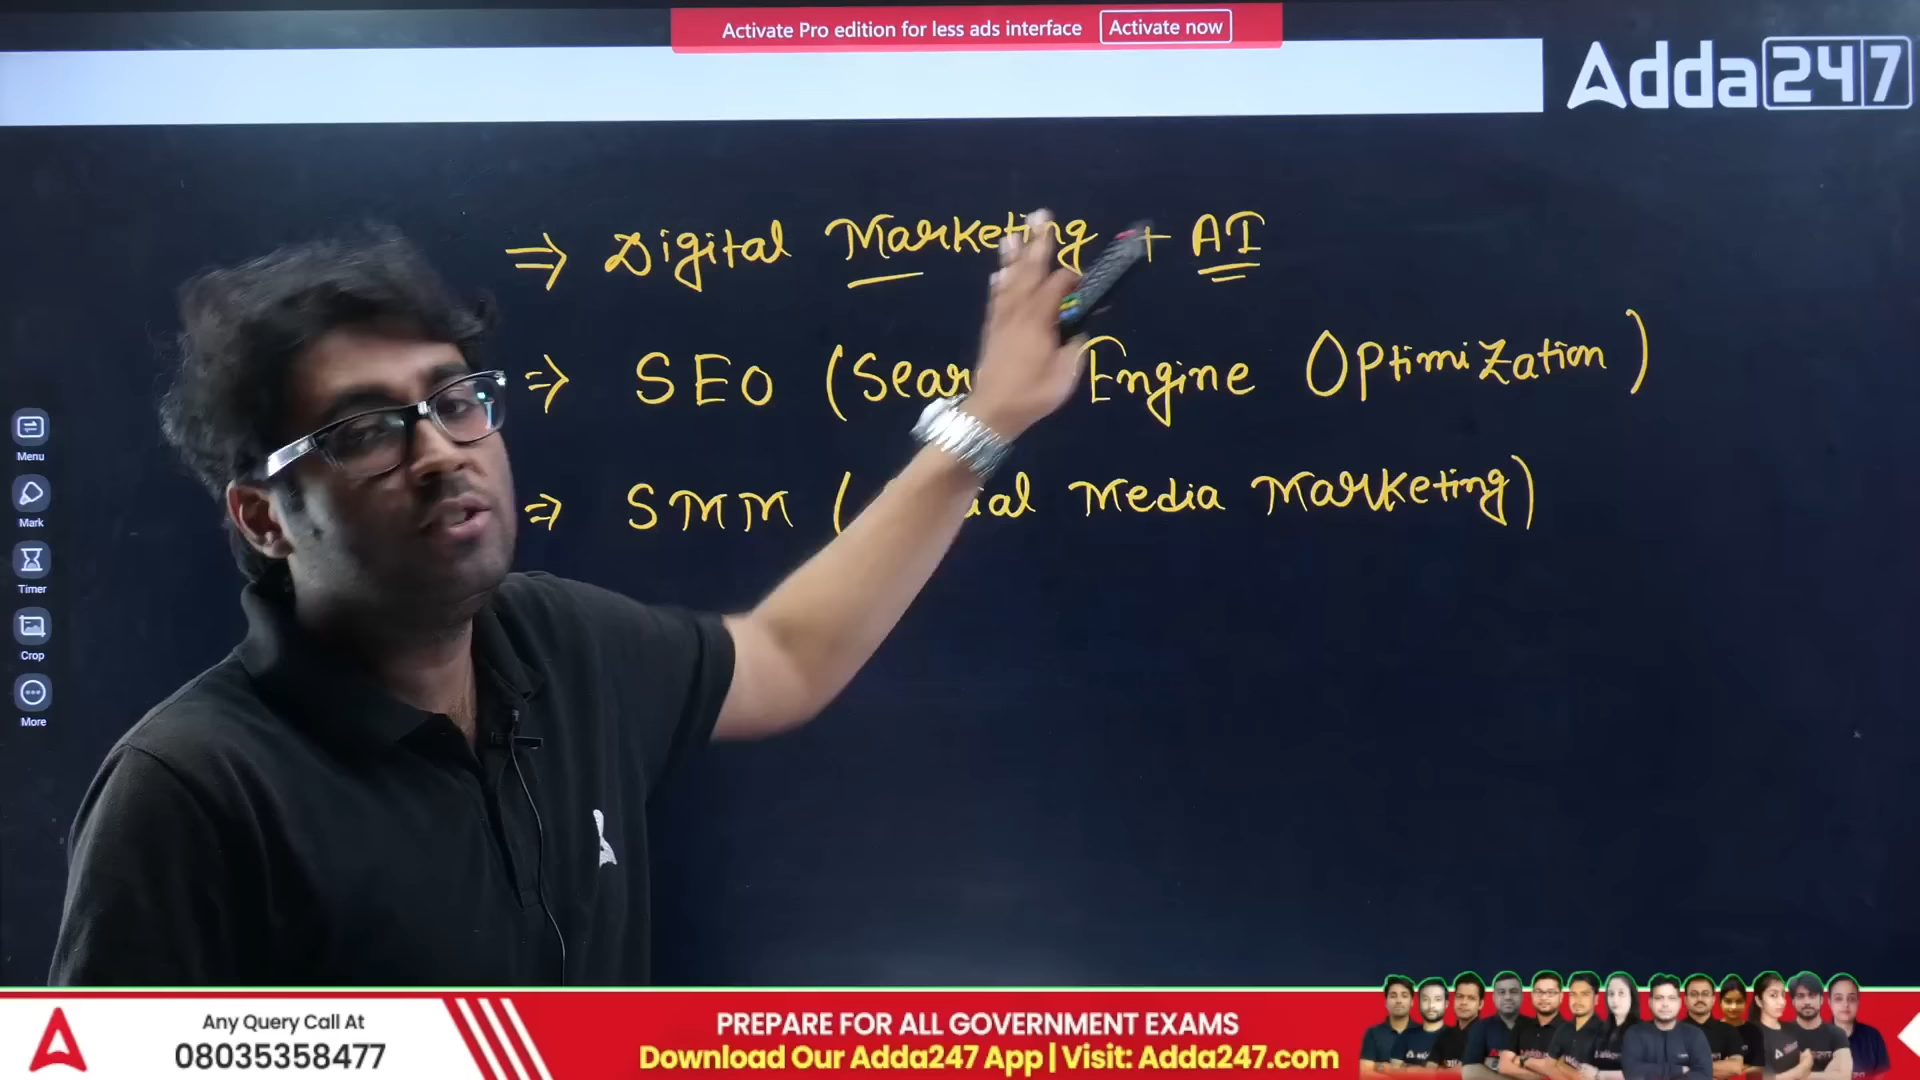 Activate Pro edition for less ads interface Activate now
Adda247
⇒ Digital Marketing + AI
⇒ SEO (Sear Engine Optimization)
⇒ SMM ( ial Media Marketing)
Menu
Mark
Timer
Crop
More
Any Query Call At
08035358477
PREPARE FOR ALL GOVERNMENT EXAMS
Download Our Adda247 App | Visit: Adda247.com